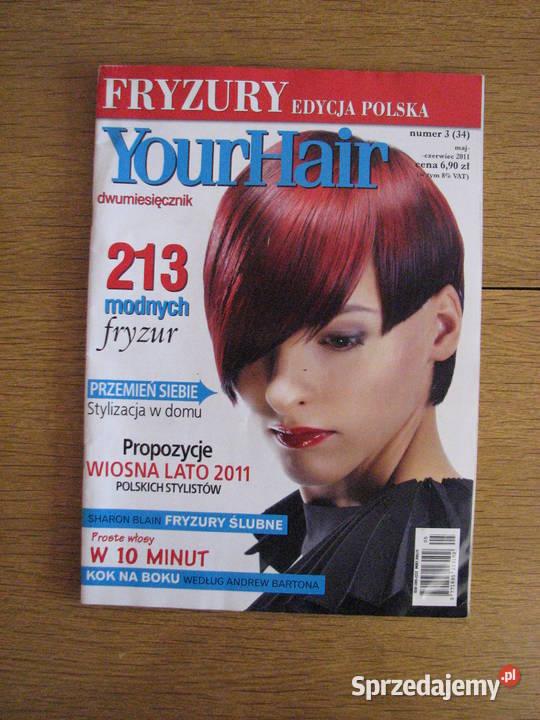 FRYZURY EDYCJA POLSKA
YourHair
numer 3 (34)
maj-
-czerwiec 2011
cena 6,90 zł
(w tym 8% VAT)
dwumiesięcznik
213
modnych
fryzur
PRZEMIEŃ SIEBIE
Stylizacja w domu
Propozycje
WIOSNA LATO 2011
POLSKICH STYLISTÓW
SHARON BLAIN FRYZURY ŚLUBNE
Proste włosy
W 10 MINUT
KOK NA BOKU WEDŁUG ANDREW BARTONA
Sprzedajemy.pl